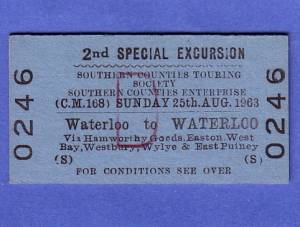 2nd SPECIAL EXCURSION
SOUTHERN COUNTIES TOURING
SOCIETY
SOUTHERN COUNTIES ENTERPRISE
(C.M.168) SUNDAY 25th. AUG. 1963
Waterloo to WATERLOO
Via Hamworthy Goods, Easton, West
Bay, Westbury, Wylye & East Putney
(S) (S)
FOR CONDITIONS SEE OVER
0246
0246